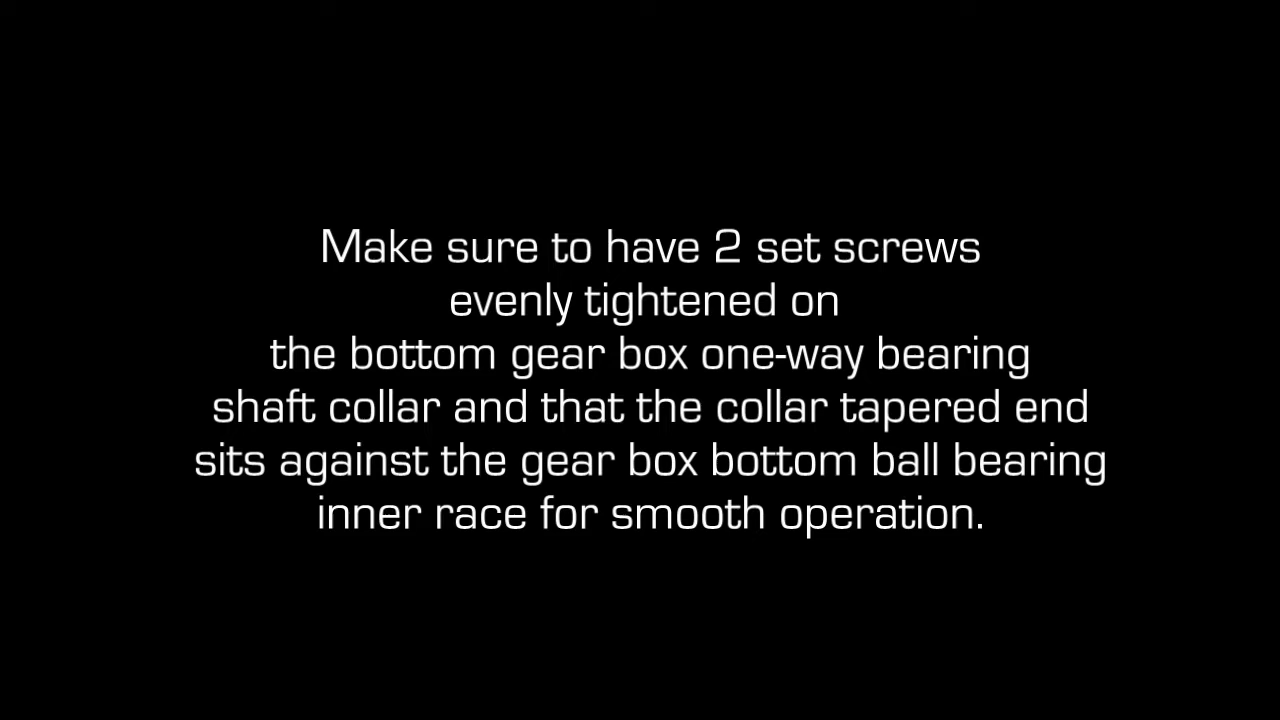 Make sure to have 2 set screws
evenly tightened on
the bottom gear box one-way bearing
shaft collar and that the collar tapered end
sits against the gear box bottom ball bearing
inner race for smooth operation.